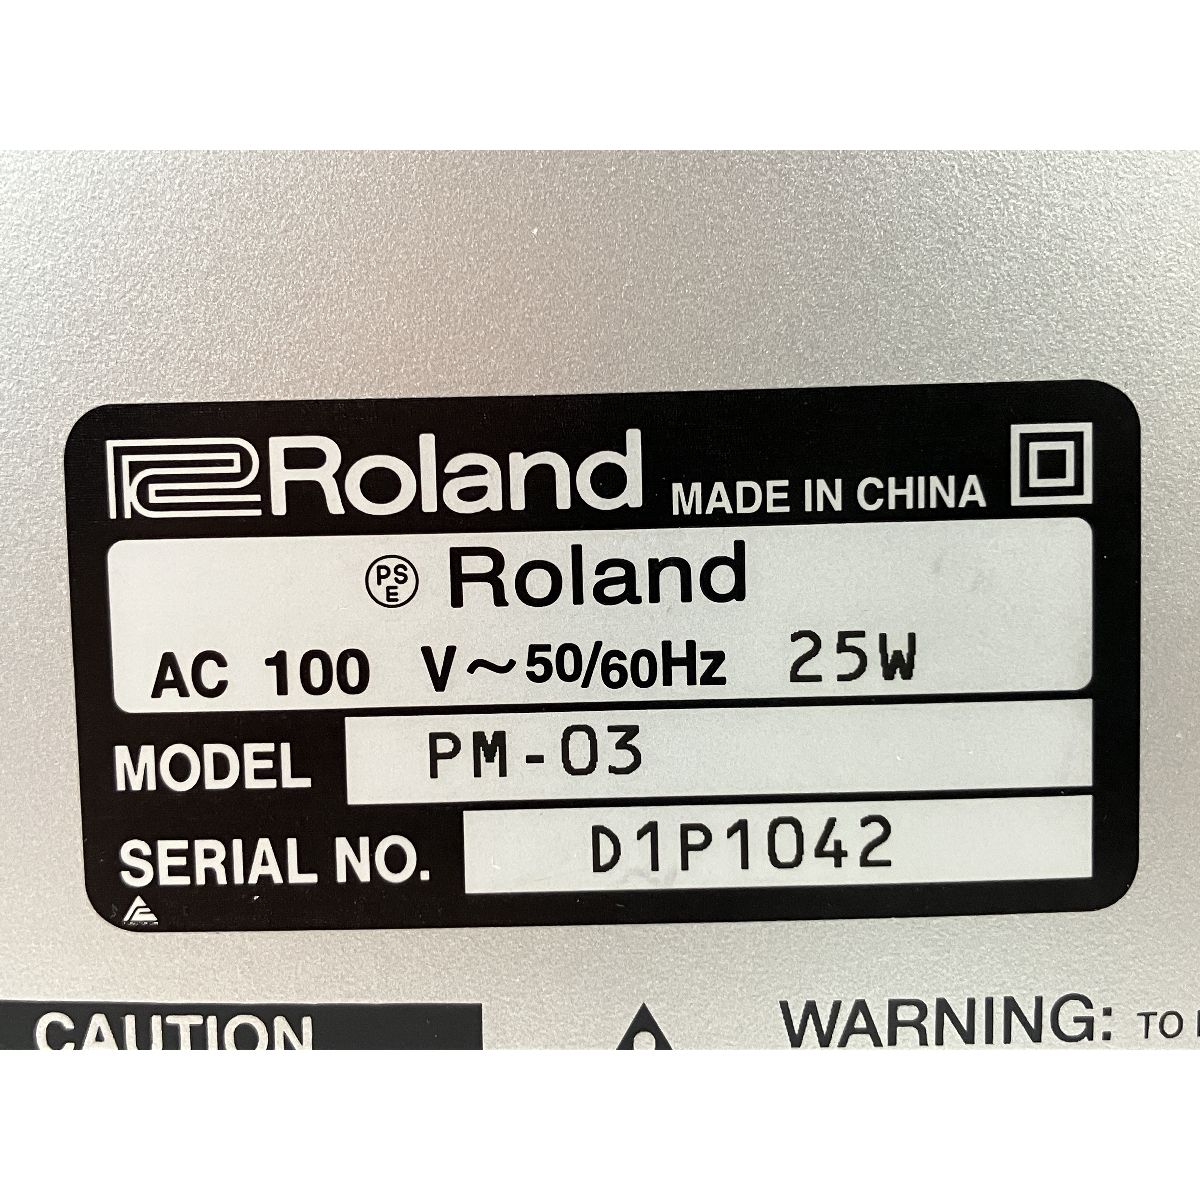 Roland MADE IN CHINA
PSE Roland
AC 100 V~50/60Hz 25W
MODEL PM-03
SERIAL NO. D1P1042
CAUTION
WARNING: TO